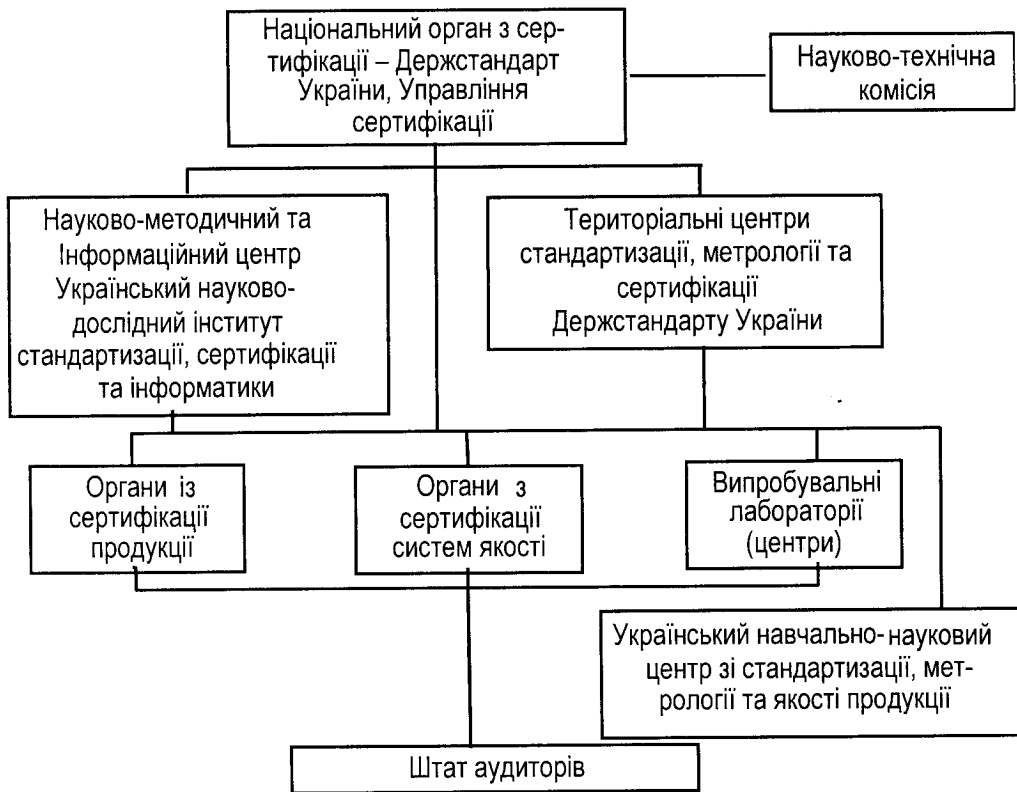 Національний орган з сер-
тифікації – Держстандарт
України, Управління
сертифікації
Науково-технічна
комісія
Науково-методичний та
Інформаційний центр
Український науково-
дослідний інститут
стандартизації, сертифікації
та інформатики
Територіальні центри
стандартизації, метрології та
сертифікації
Держстандарту України
Органи із
сертифікації
продукції
Органи з
сертифікації
систем якості
Випробувальні
лабораторії
(центри)
Український навчально-науковий
центр зі стандартизації, мет-
рології та якості продукції
Штат аудиторів